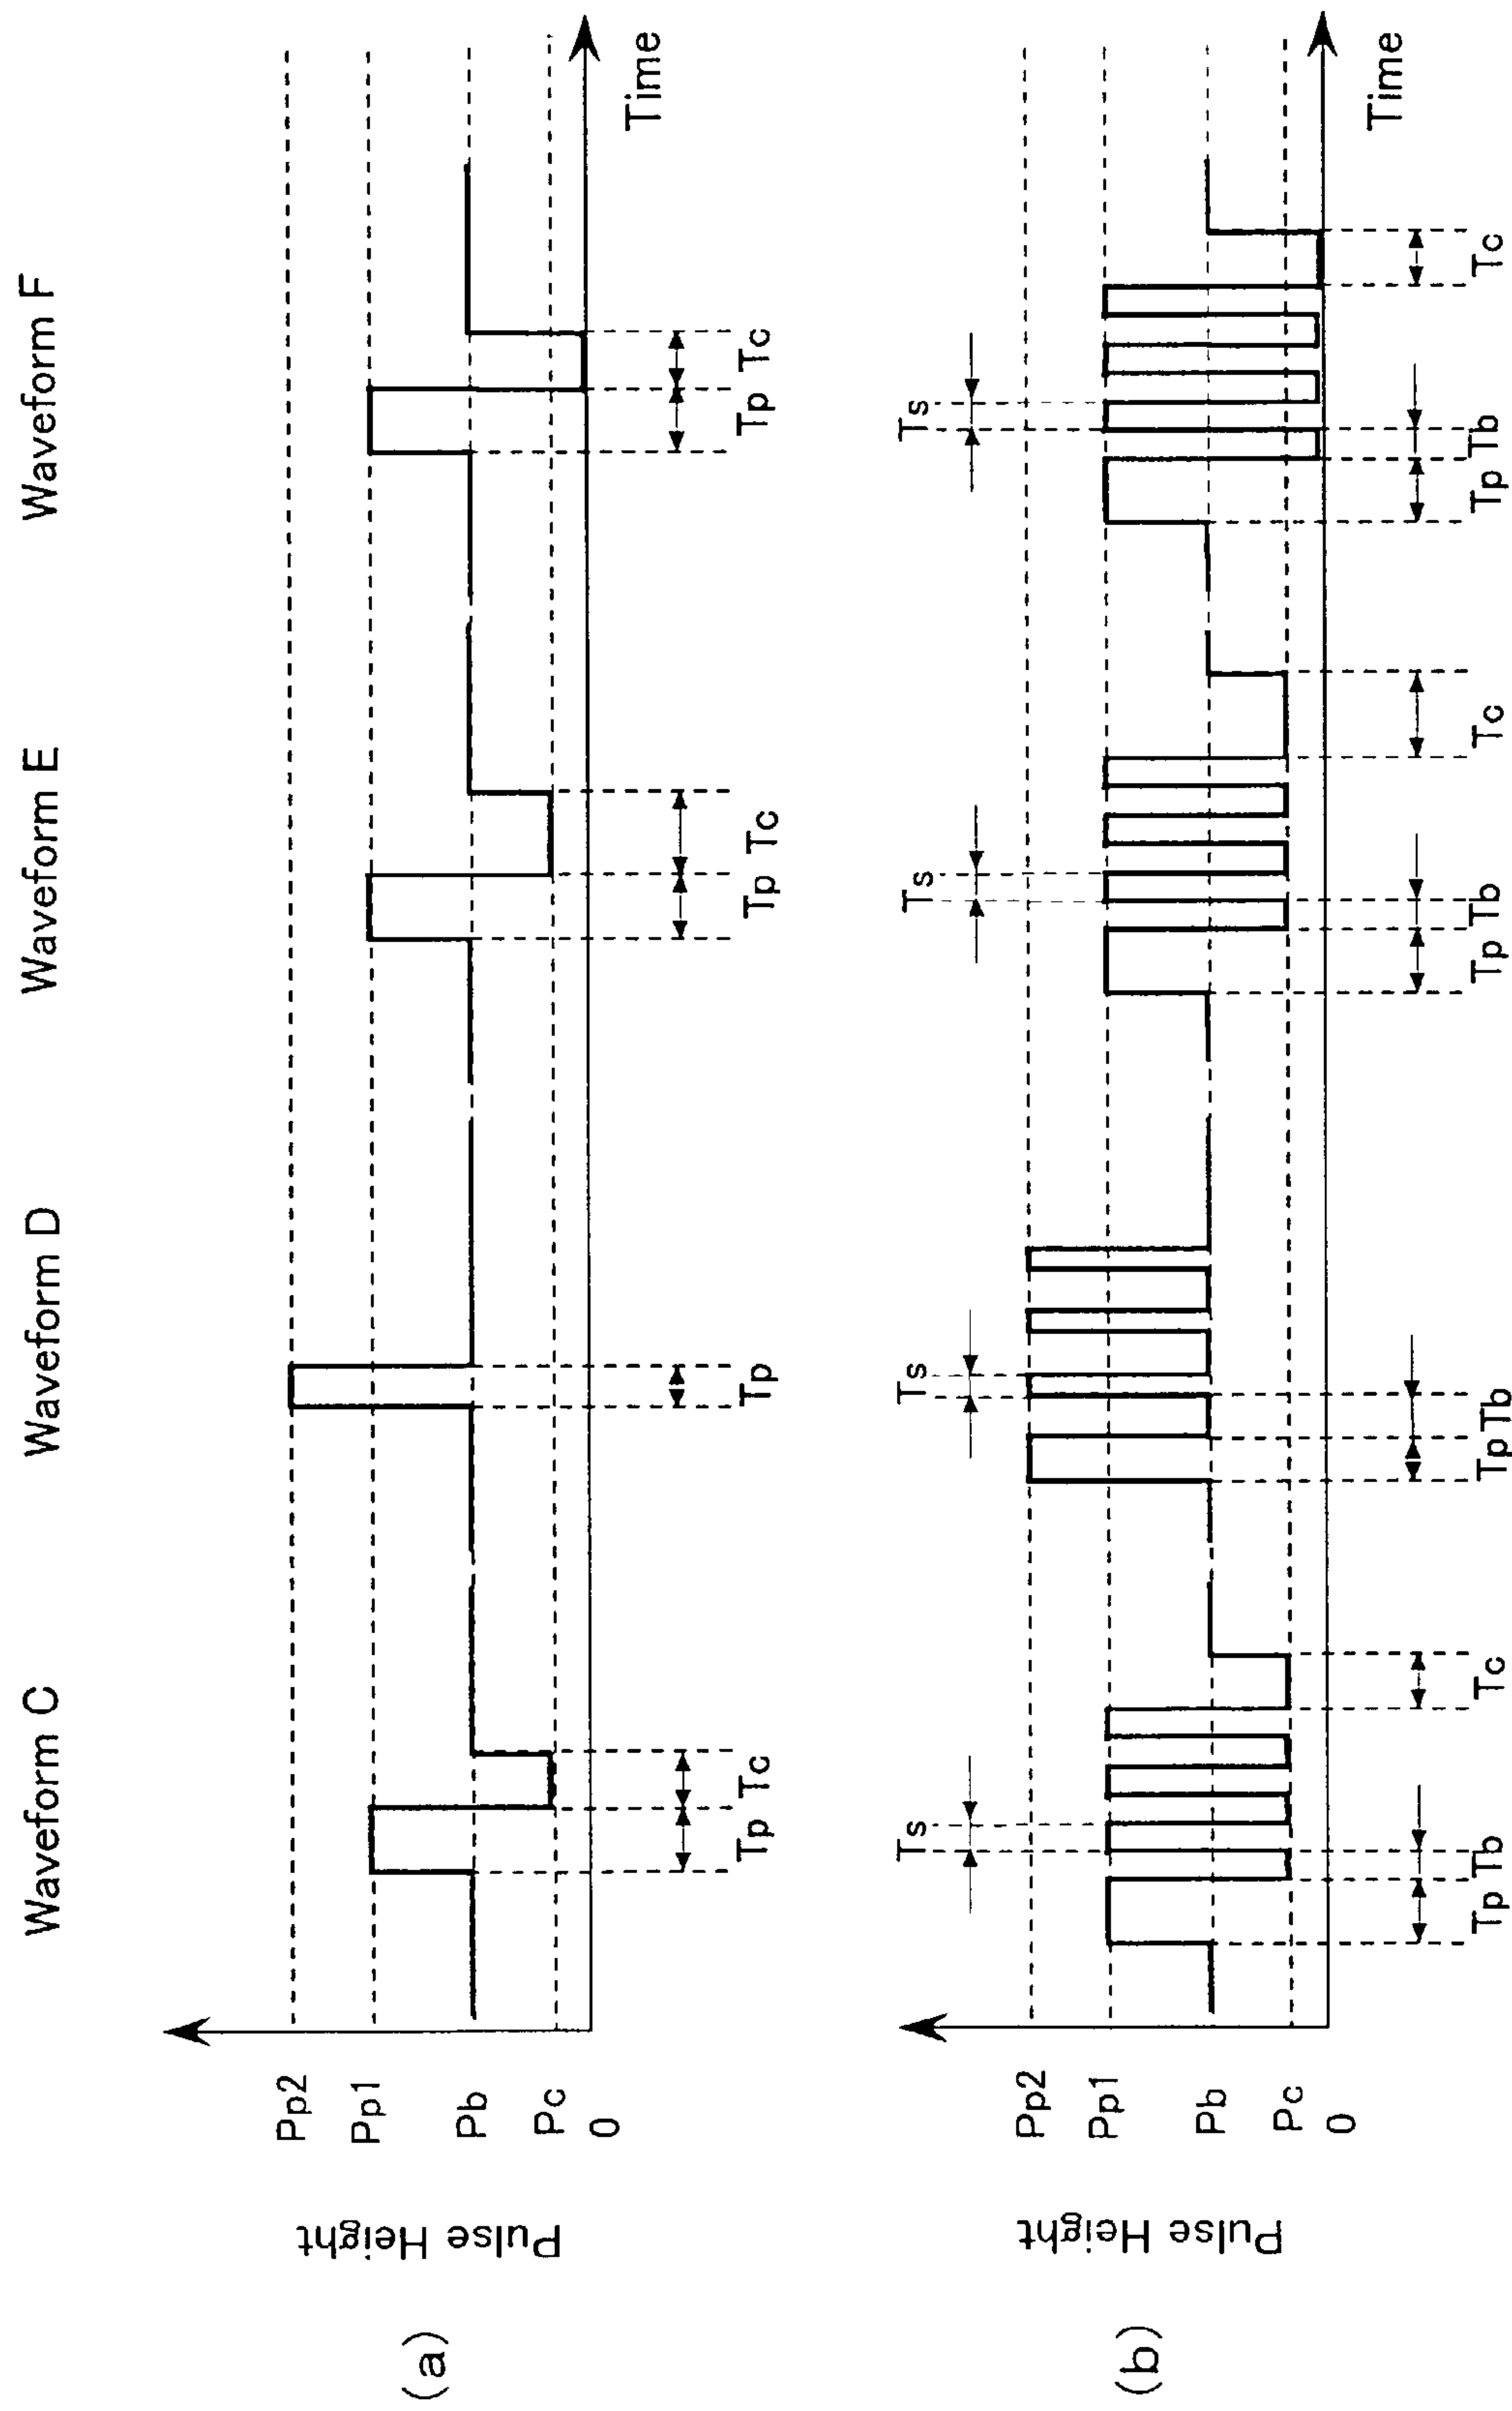 Waveform C
Waveform D
Waveform E
Waveform F
(a)
Pulse Height
Pp2
Pp1
Pb
Pc
0
Tp
Tc
Tp
Tp
Tc
Tp
Tc
Time
(b)
Pulse Height
Pp2
Pp1
Pb
Pc
0
Ts
Ts
Ts
Ts
Tp
Tb
Tc
Tp
Tb
Tp
Tb
Tc
Tp
Tb
Tc
Time